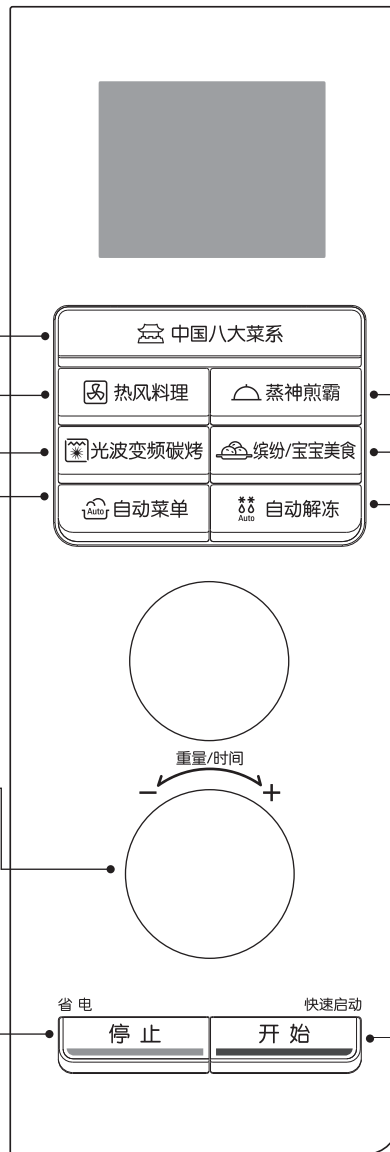 中国八大菜系
热风料理 蒸神煎霸
光波变频碳烤 缤纷/宝宝美食
Auto 自动菜单 Auto 自动解冻
重量/时间
− +
省电 快速启动
停止 开始